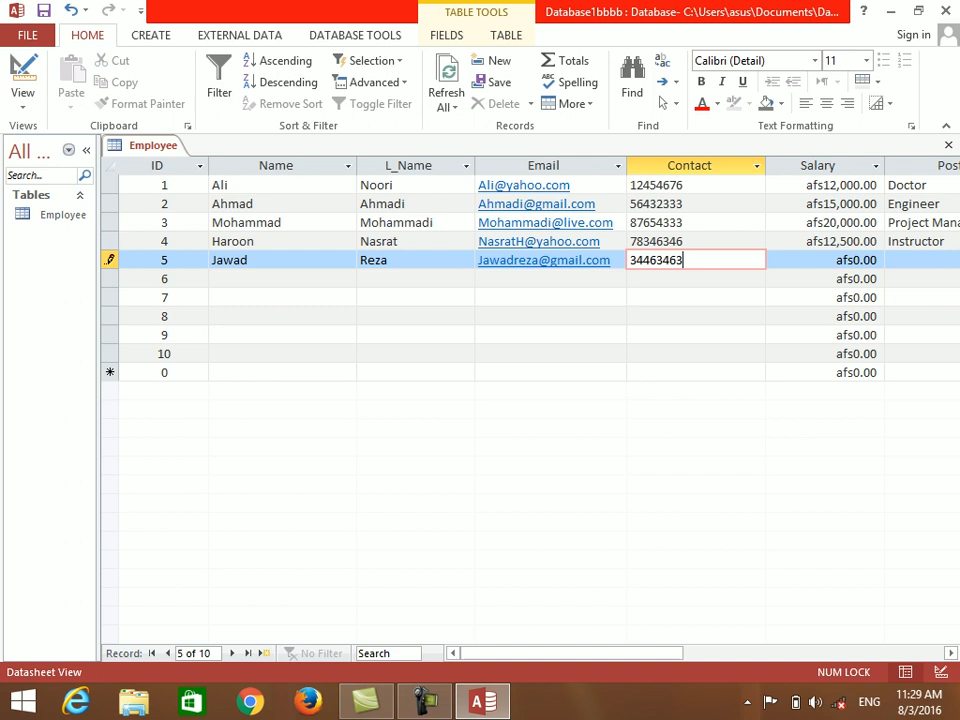 TABLE TOOLS
Database1bbbb : Database- C:\Users\asus\Documents\Da...
FILE HOME CREATE EXTERNAL DATA DATABASE TOOLS FIELDS TABLE Sign in
View
Views
Paste
Cut
Copy
Format Painter
Clipboard
Filter
Ascending
Descending
Remove Sort
Selection
Advanced
Toggle Filter
Sort & Filter
Refresh
All
New
Save
Delete
Totals
Spelling
More
Records
Find
Find
Calibri (Detail) 11
B I U
A
Text Formatting
All ...
Search...
Tables
Employee
Employee
ID Name L_Name Email Contact Salary Post
1 Ali Noori Ali@yahoo.com 12454676 afs12,000.00 Doctor
2 Ahmad Ahmadi Ahmadi@gmail.com 56432333 afs15,000.00 Engineer
3 Mohammad Mohammadi Mohammadi@live.com 87654333 afs20,000.00 Project Mana
4 Haroon Nasrat NasratH@yahoo.com 78346346 afs12,500.00 Instructor
5 Jawad Reza Jawadreza@gmail.com 34463463 afs0.00
6 afs0.00
7 afs0.00
8 afs0.00
9 afs0.00
10 afs0.00
0 afs0.00
Record: 5 of 10 No Filter Search
Datasheet View NUM LOCK
ENG
11:29 AM
8/3/2016